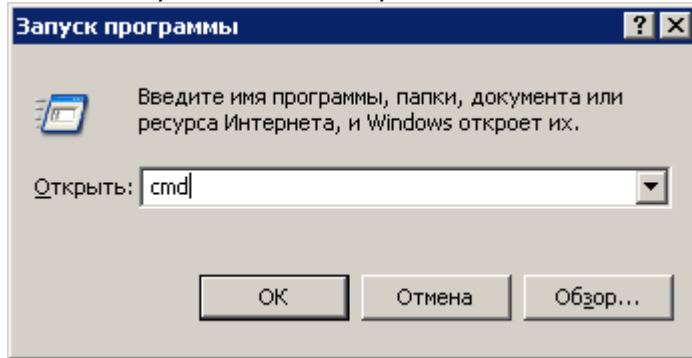 Запуск программы
Введите имя программы, папки, документа или
ресурса Интернета, и Windows откроет их.
Открыть: cmd
ОК Отмена Обзор...